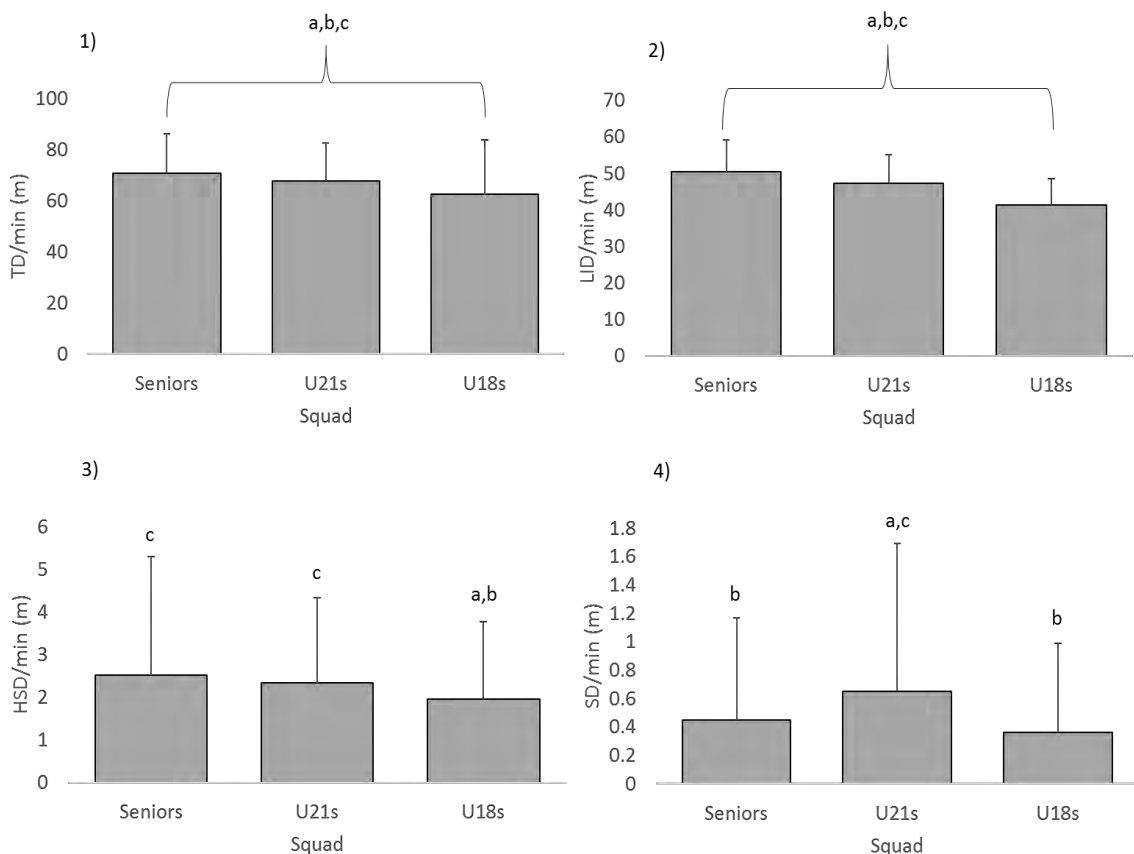 1)
a,b,c
TD/min (m)
100
80
60
40
20
0
Seniors U21s U18s
Squad
2)
a,b,c
LID/min (m)
70
60
50
40
30
20
10
0
Seniors U21s U18s
Squad
3)
HSD/min (m)
6
5
4
3
2
1
0
c
c
a,b
Seniors U21s U18s
Squad
4)
SD/min (m)
1.8
1.6
1.4
1.2
1
0.8
0.6
0.4
0.2
0
b
a,c
b
Seniors U21s U18s
Squad